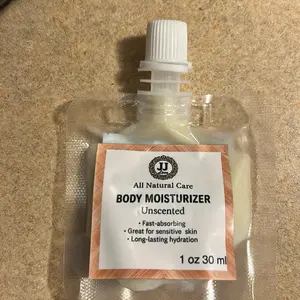 JJ
All Natural Care
BODY MOISTURIZER
Unscented
• Fast-absorbing
• Great for sensitive skin
• Long-lasting hydration
1 oz 30 ml